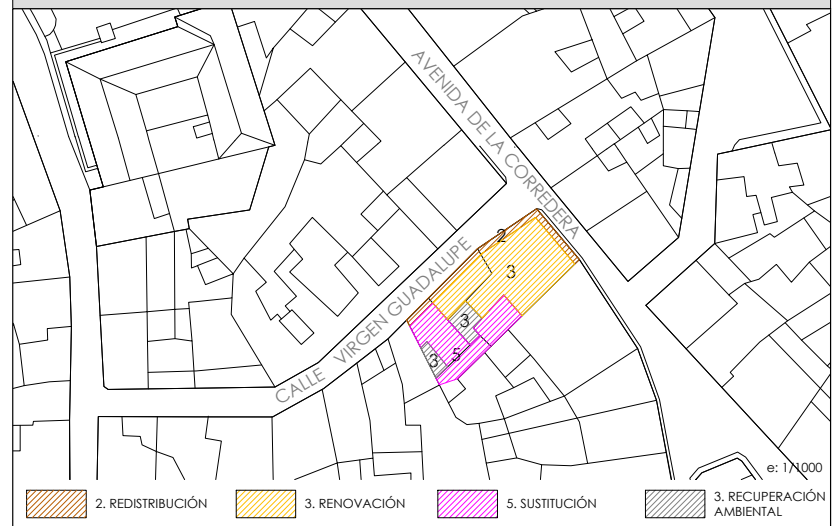 AVENIDA DE LA CORREDERA
2
CALLE VIRGEN GUADALUPE
3
3
5
3
e: 1/1000
2. REDISTRIBUCIÓN
3. RENOVACIÓN
5. SUSTITUCIÓN
3. RECUPERACIÓN
AMBIENTAL